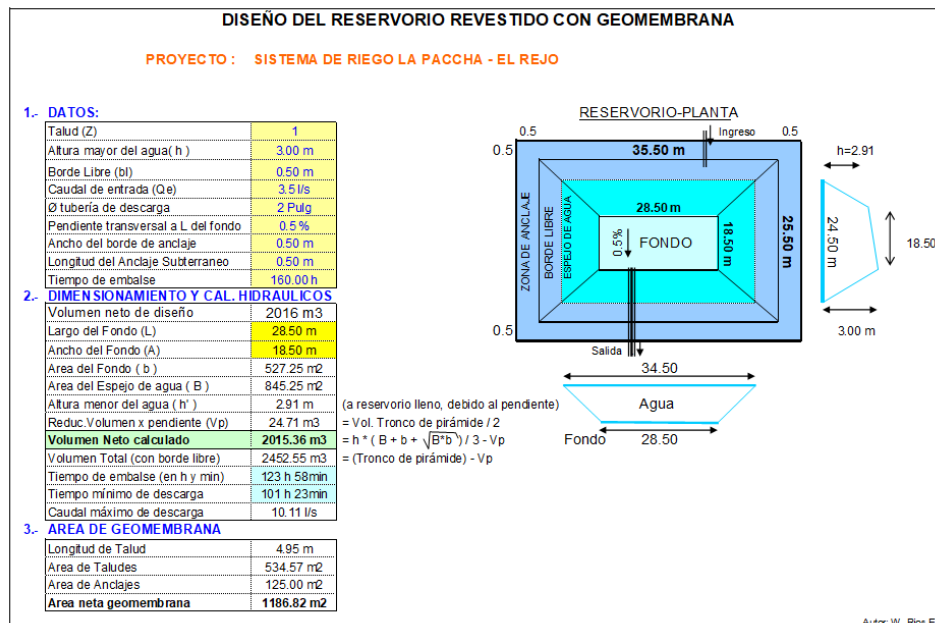 DISEÑO DEL RESERVORIO REVESTIDO CON GEOMEMBRANA
PROYECTO : SISTEMA DE RIEGO LA PACCHA - EL REJO
1.- DATOS:
Talud (Z) 1
Altura mayor del agua( h ) 3.00 m
Borde Libre (bl) 0.50 m
Caudal de entrada (Qe) 3.5 l/s
Ø tubería de descarga 2 Pulg
Pendiente transversal a L del fondo 0.5 %
Ancho del borde de anclaje 0.50 m
Longitud del Anclaje Subterraneo 0.50 m
Tiempo de embalse 160.00 h
2.- DIMENSIONAMIENTO Y CAL. HIDRAULICOS
Volumen neto de diseño 2016 m3
Largo del Fondo (L) 28.50 m
Ancho del Fondo (A) 18.50 m
Area del Fondo ( b ) 527.25 m2
Area del Espejo de agua ( B ) 845.25 m2
Altura menor del agua ( h' ) 2.91 m (a reservorio lleno, debido al pendiente)
Reduc.Volumen x pendiente (Vp) 24.71 m3 = Vol. Tronco de pirámide / 2
Volumen Neto calculado 2015.36 m3 = h * ( B + b + √B*b ) / 3 - Vp
Volumen Total (con borde libre) 2452.55 m3 = (Tronco de pirámide) - Vp
Tiempo de embalse (en h y min) 123 h 58min
Tiempo mínimo de descarga 101 h 23min
Caudal máximo de descarga 10.11 l/s
3.- AREA DE GEOMEMBRANA
Longitud de Talud 4.95 m
Area de Taludes 534.57 m2
Area de Anclajes 125.00 m2
Area neta geomembrana 1186.82 m2
RESERVORIO-PLANTA
0.5 Ingreso 0.5
0.5 35.50 m
ZONA DE ANCLAJE
BORDE LIBRE
ESPEJO DE AGUA
28.50 m
0.5%
FONDO
18.50 m
25.50 m
0.5
Salida
h=2.91
24.50 m
18.50
3.00 m
34.50
Agua
Fondo 28.50